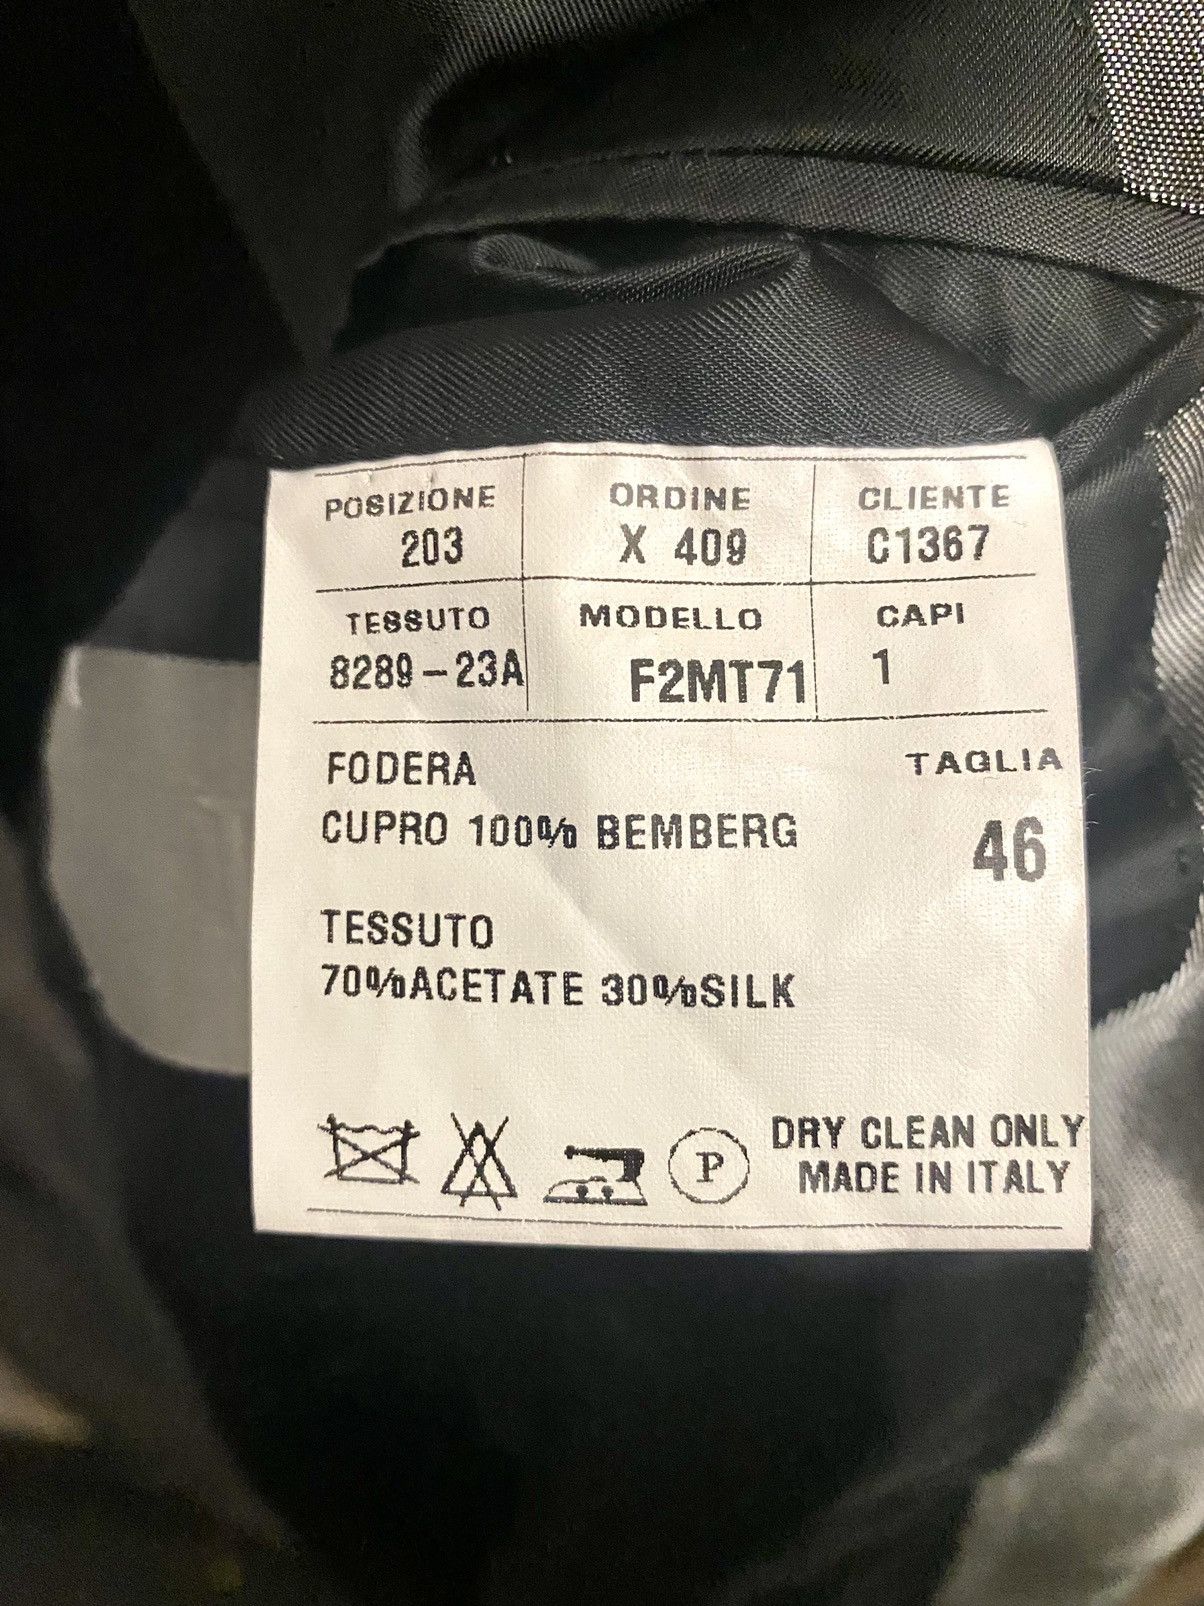 POSIZIONE ORDINE CLIENTE
203 X 409 C1367
TESSUTO MODELLO CAPI
8289-23A F2MT71 1
FODERA TAGLIA
CUPRO 100% BEMBERG
46
TESSUTO
70%ACETATE 30%SILK
DRY CLEAN ONLY
P MADE IN ITALY